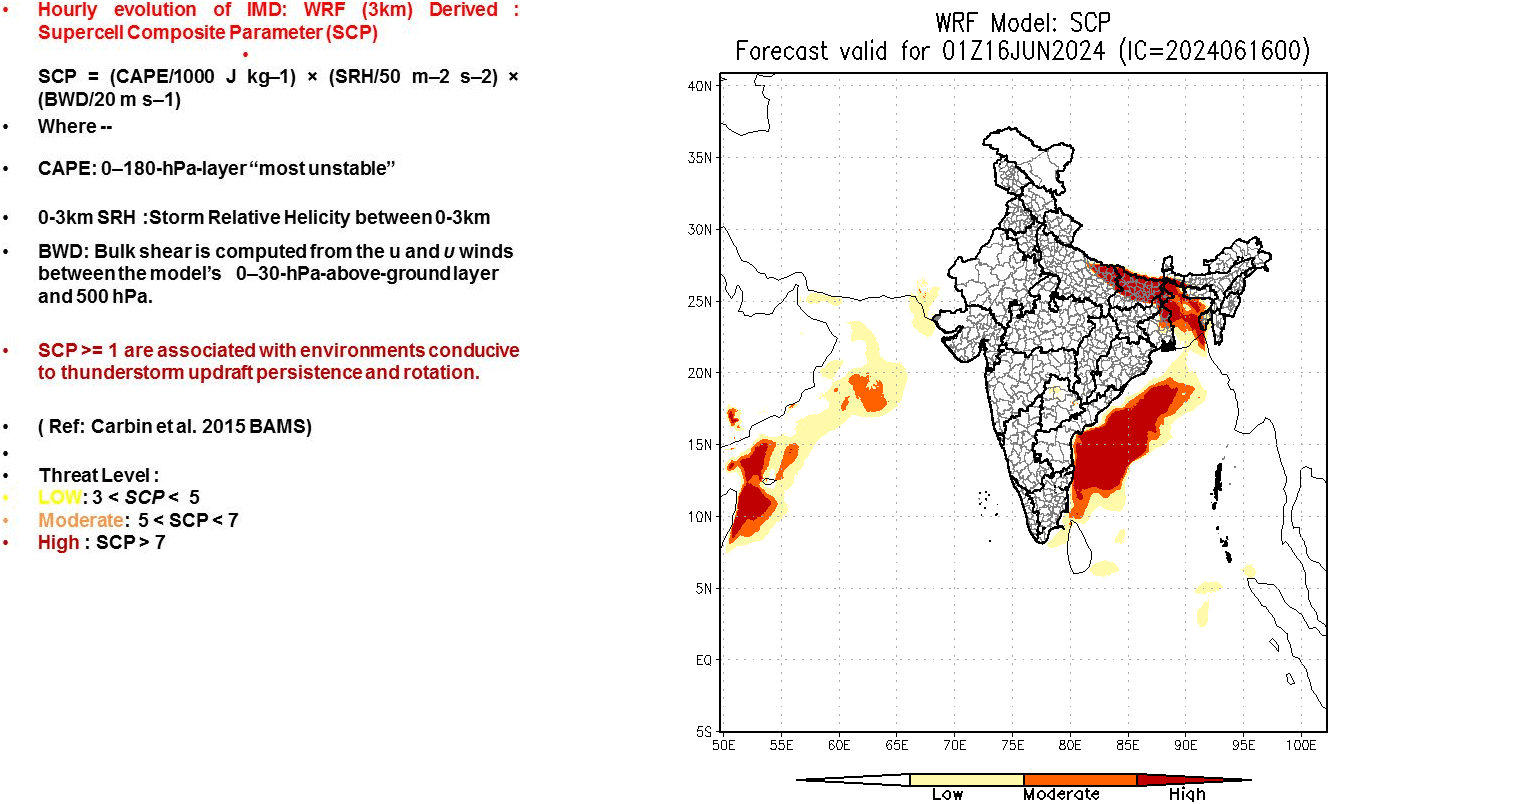 • Hourly evolution of IMD: WRF (3km) Derived :
Supercell Composite Parameter (SCP)
•
SCP = (CAPE/1000 J kg–1) × (SRH/50 m–2 s–2) ×
(BWD/20 m s–1)
• Where --
• CAPE: 0–180-hPa-layer “most unstable”
• 0-3km SRH :Storm Relative Helicity between 0-3km
• BWD: Bulk shear is computed from the u and υ winds
between the model’s 0–30-hPa-above-ground layer
and 500 hPa.
• SCP >= 1 are associated with environments conducive
to thunderstorm updraft persistence and rotation.
• ( Ref: Carbin et al. 2015 BAMS)
•
• Threat Level :
• LOW: 3 < SCP < 5
• Moderate: 5 < SCP < 7
• High : SCP > 7
WRF Model: SCP
Forecast valid for 01Z16JUN2024 (IC=2024061600)
40N
35N
30N
25N
20N
15N
10N
5N
EQ
5S
50E 55E 60E 65E 70E 75E 80E 85E 90E 95E 100E
Low Moderate High